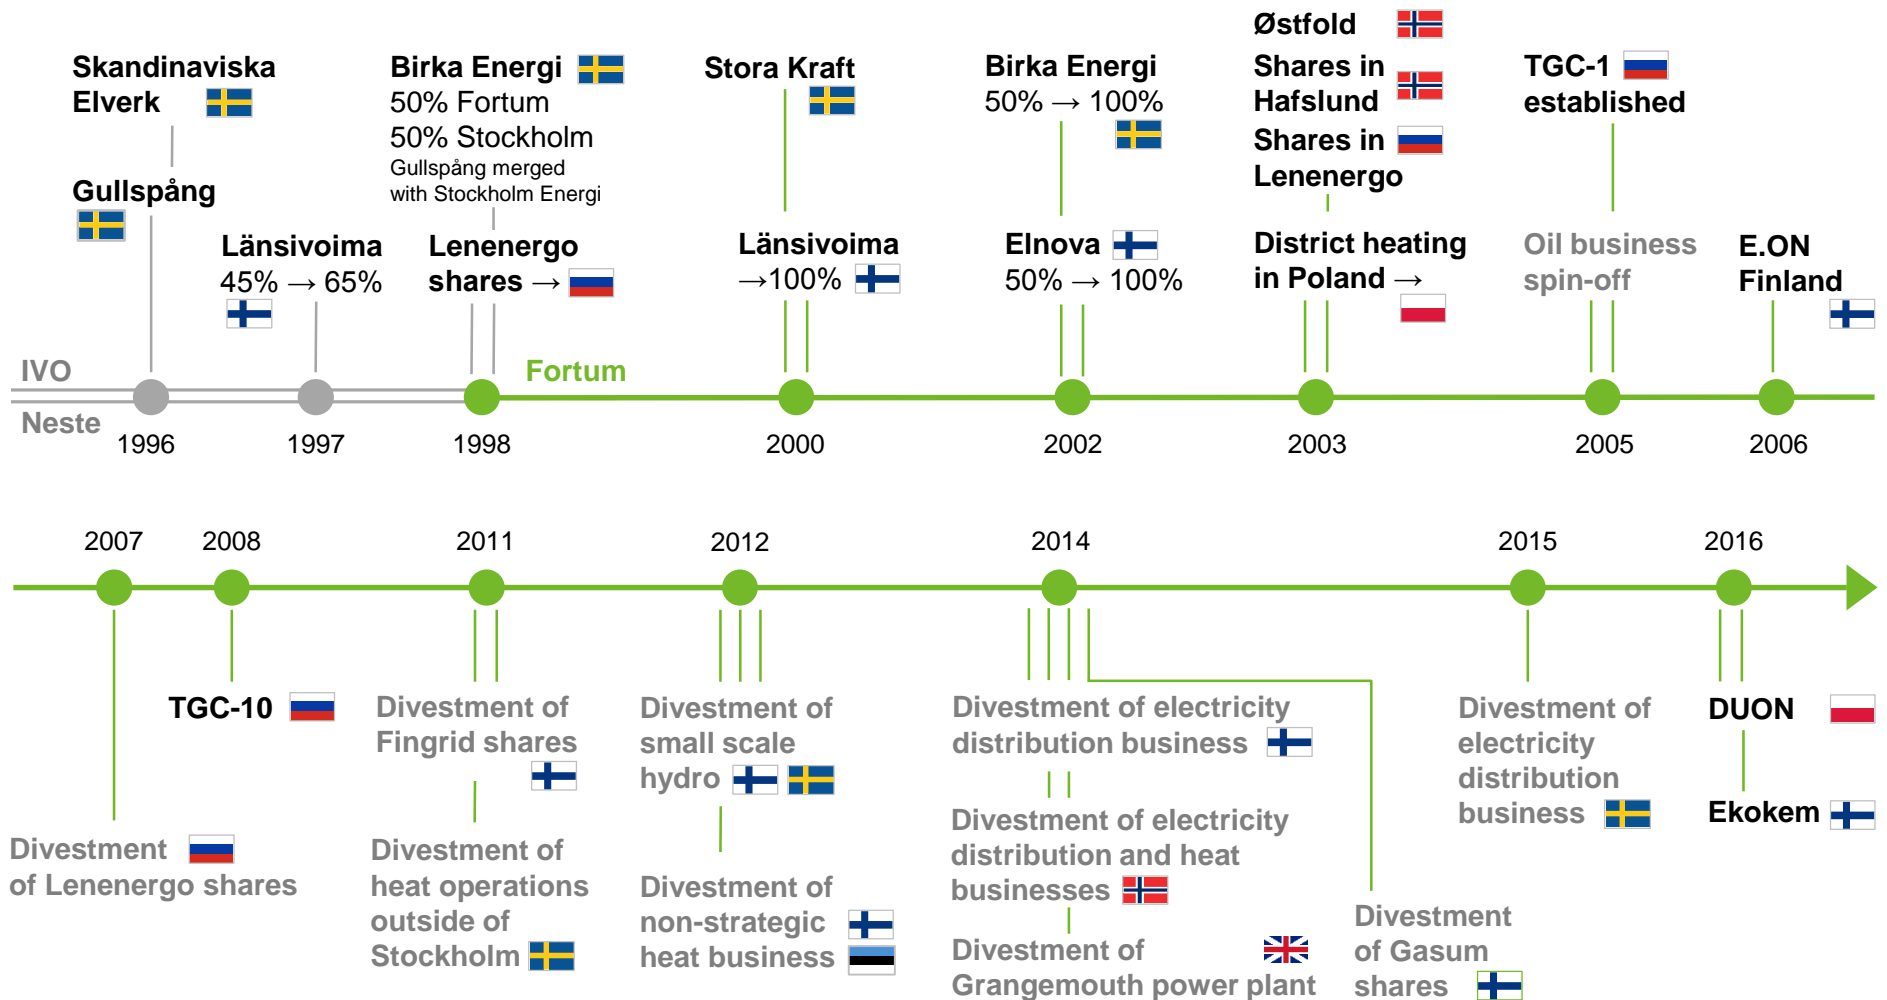 Skandinaviska
Elverk
Gullspång
Länsivoima
45% → 65%
Birka Energi
50% Fortum
50% Stockholm
Gullspång merged
with Stockholm Energi
Lenenergo
shares →
Stora Kraft
Länsivoima
→100%
Birka Energi
50% → 100%
Elnova
50% → 100%
Østfold
Shares in
Hafslund
Shares in
Lenenergo
District heating
in Poland →
TGC-1
established
Oil business
spin-off
E.ON
Finland
IVO
Neste
Fortum
1996
1997
1998
2000
2002
2003
2005
2006
2007
2008
2011
2012
2014
2015
2016
Divestment
of Lenenergo shares
TGC-10
Divestment of
Fingrid shares
Divestment of
heat operations
outside of
Stockholm
Divestment of
small scale
hydro
Divestment of
non-strategic
heat business
Divestment of electricity
distribution business
Divestment of electricity
distribution and heat
businesses
Divestment of
Grangemouth power plant
Divestment
of Gasum
shares
Divestment of
electricity
distribution
business
DUON
Ekokem